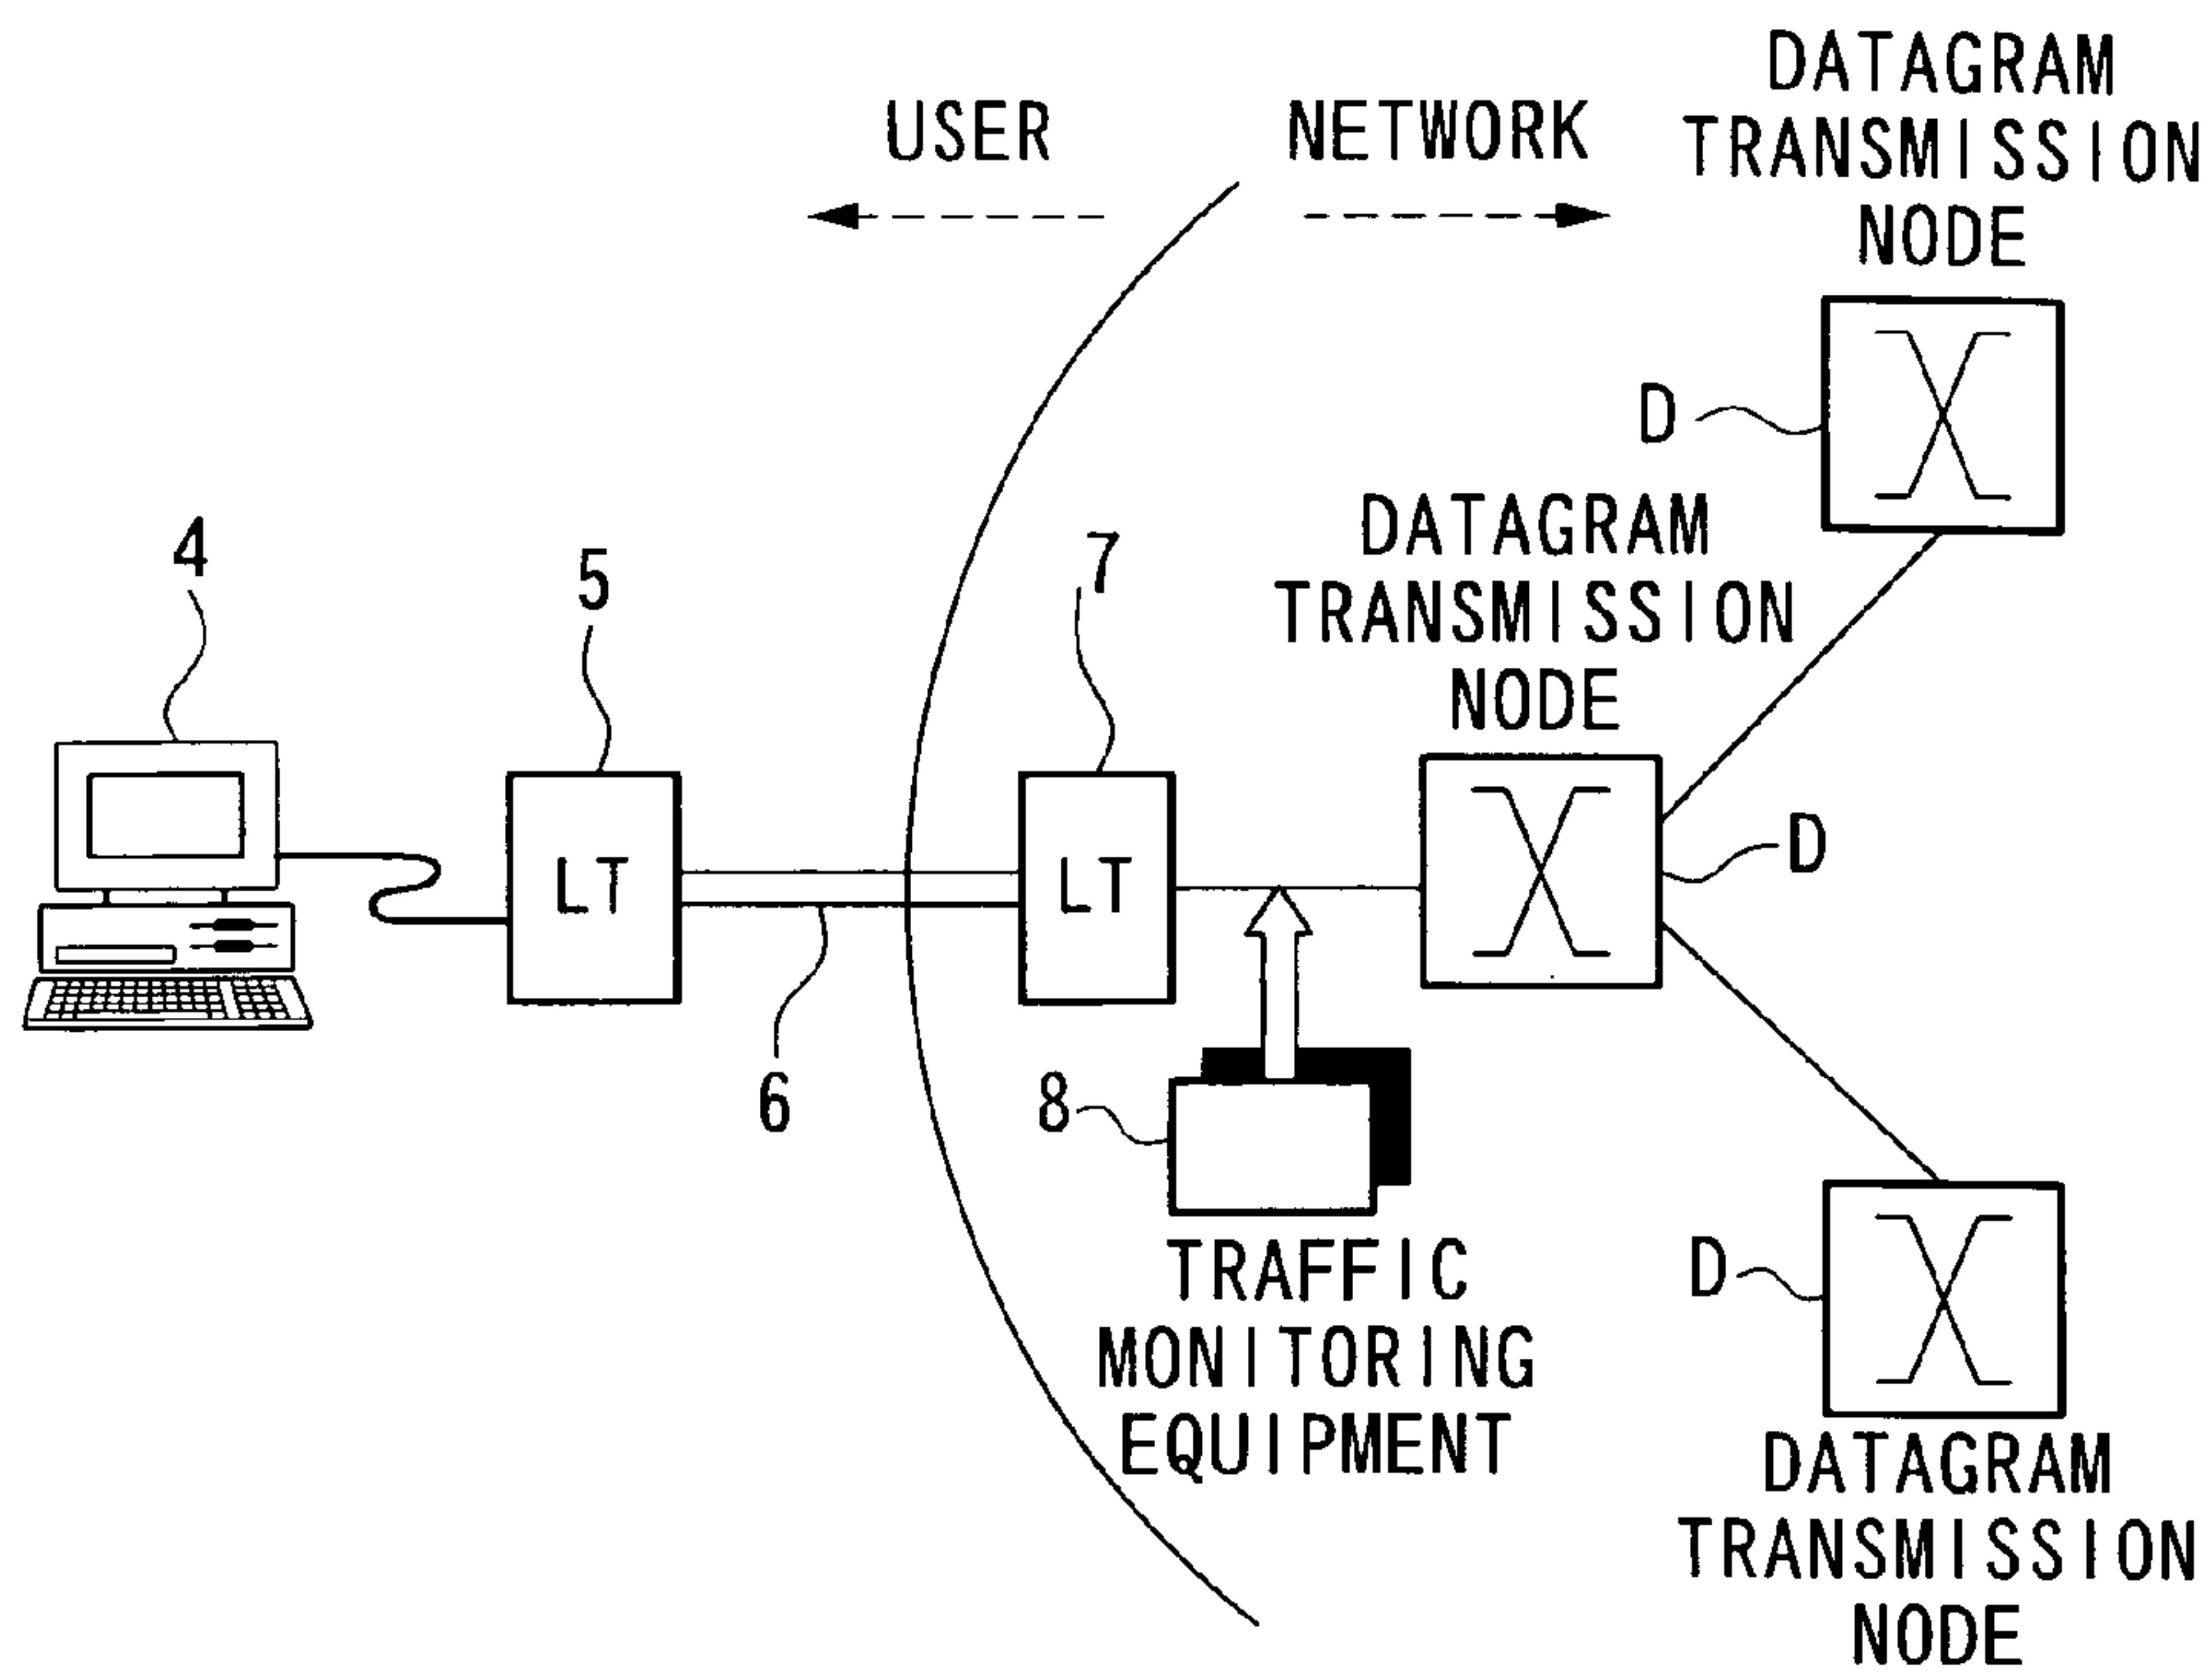 DATAGRAM
TRANSMISSION
NODE
USER
NETWORK
D
DATAGRAM
TRANSMISSION
NODE
4
5
7
LT
LT
D
6
8
TRAFFIC
MONITORING
EQUIPMENT
D
DATAGRAM
TRANSMISSION
NODE